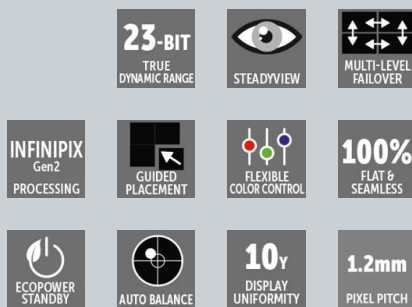 23-BIT
TRUE
DYNAMIC RANGE
STEADYVIEW
MULTI-LEVEL
FAILOVER
INFINIPIX
Gen2
PROCESSING
GUIDED
PLACEMENT
FLEXIBLE
COLOR CONTROL
100%
FLAT &
SEAMLESS
ECOPOWER
STANDBY
AUTO BALANCE
10Y
DISPLAY
UNIFORMITY
1.2mm
PIXEL PITCH